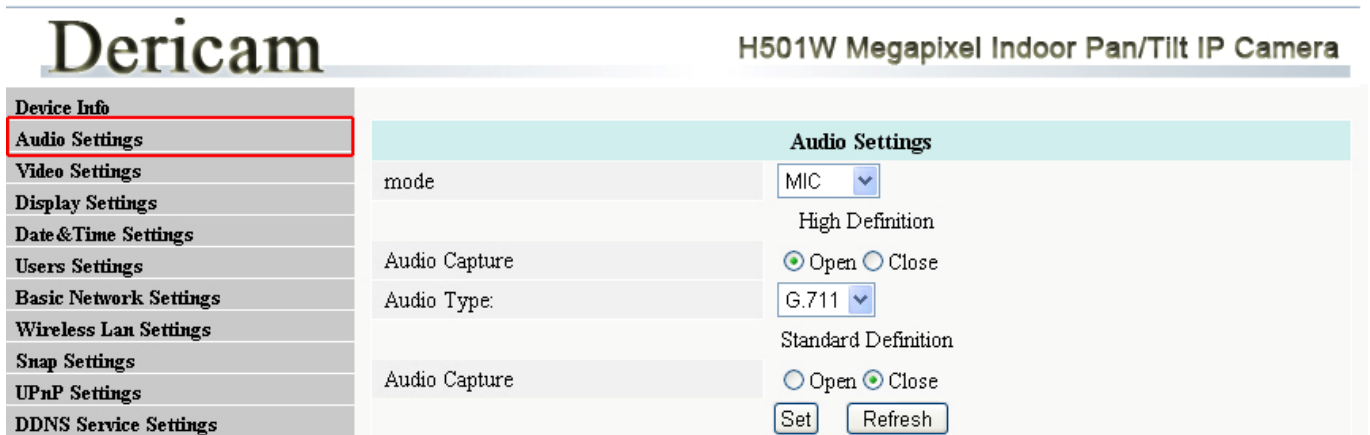 Dericam
H501W Megapixel Indoor Pan/Tilt IP Camera
Device Info
Audio Settings
Video Settings
Display Settings
Date&Time Settings
Users Settings
Basic Network Settings
Wireless Lan Settings
Snap Settings
UPnP Settings
DDNS Service Settings
Audio Settings
mode MIC
High Definition
Audio Capture Open Close
Audio Type: G.711
Standard Definition
Audio Capture Open Close
Set Refresh